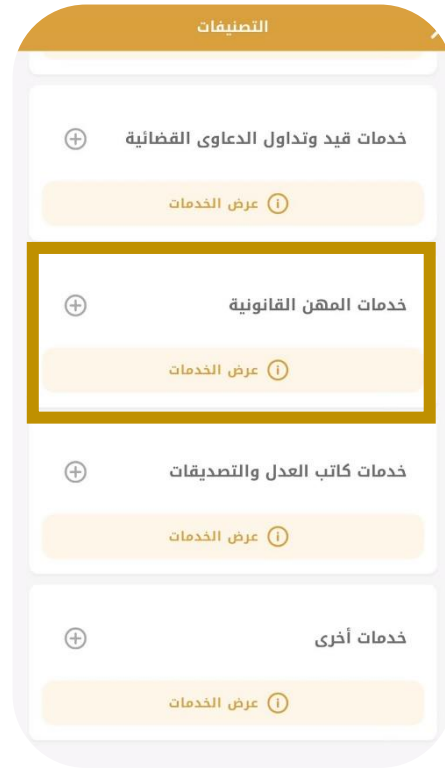 التصنيفات
خدمات قيد وتداول الدعاوى القضائية
عرض الخدمات
خدمات المهن القانونية
عرض الخدمات
خدمات كاتب العدل والتصديقات
عرض الخدمات
خدمات أخرى
عرض الخدمات